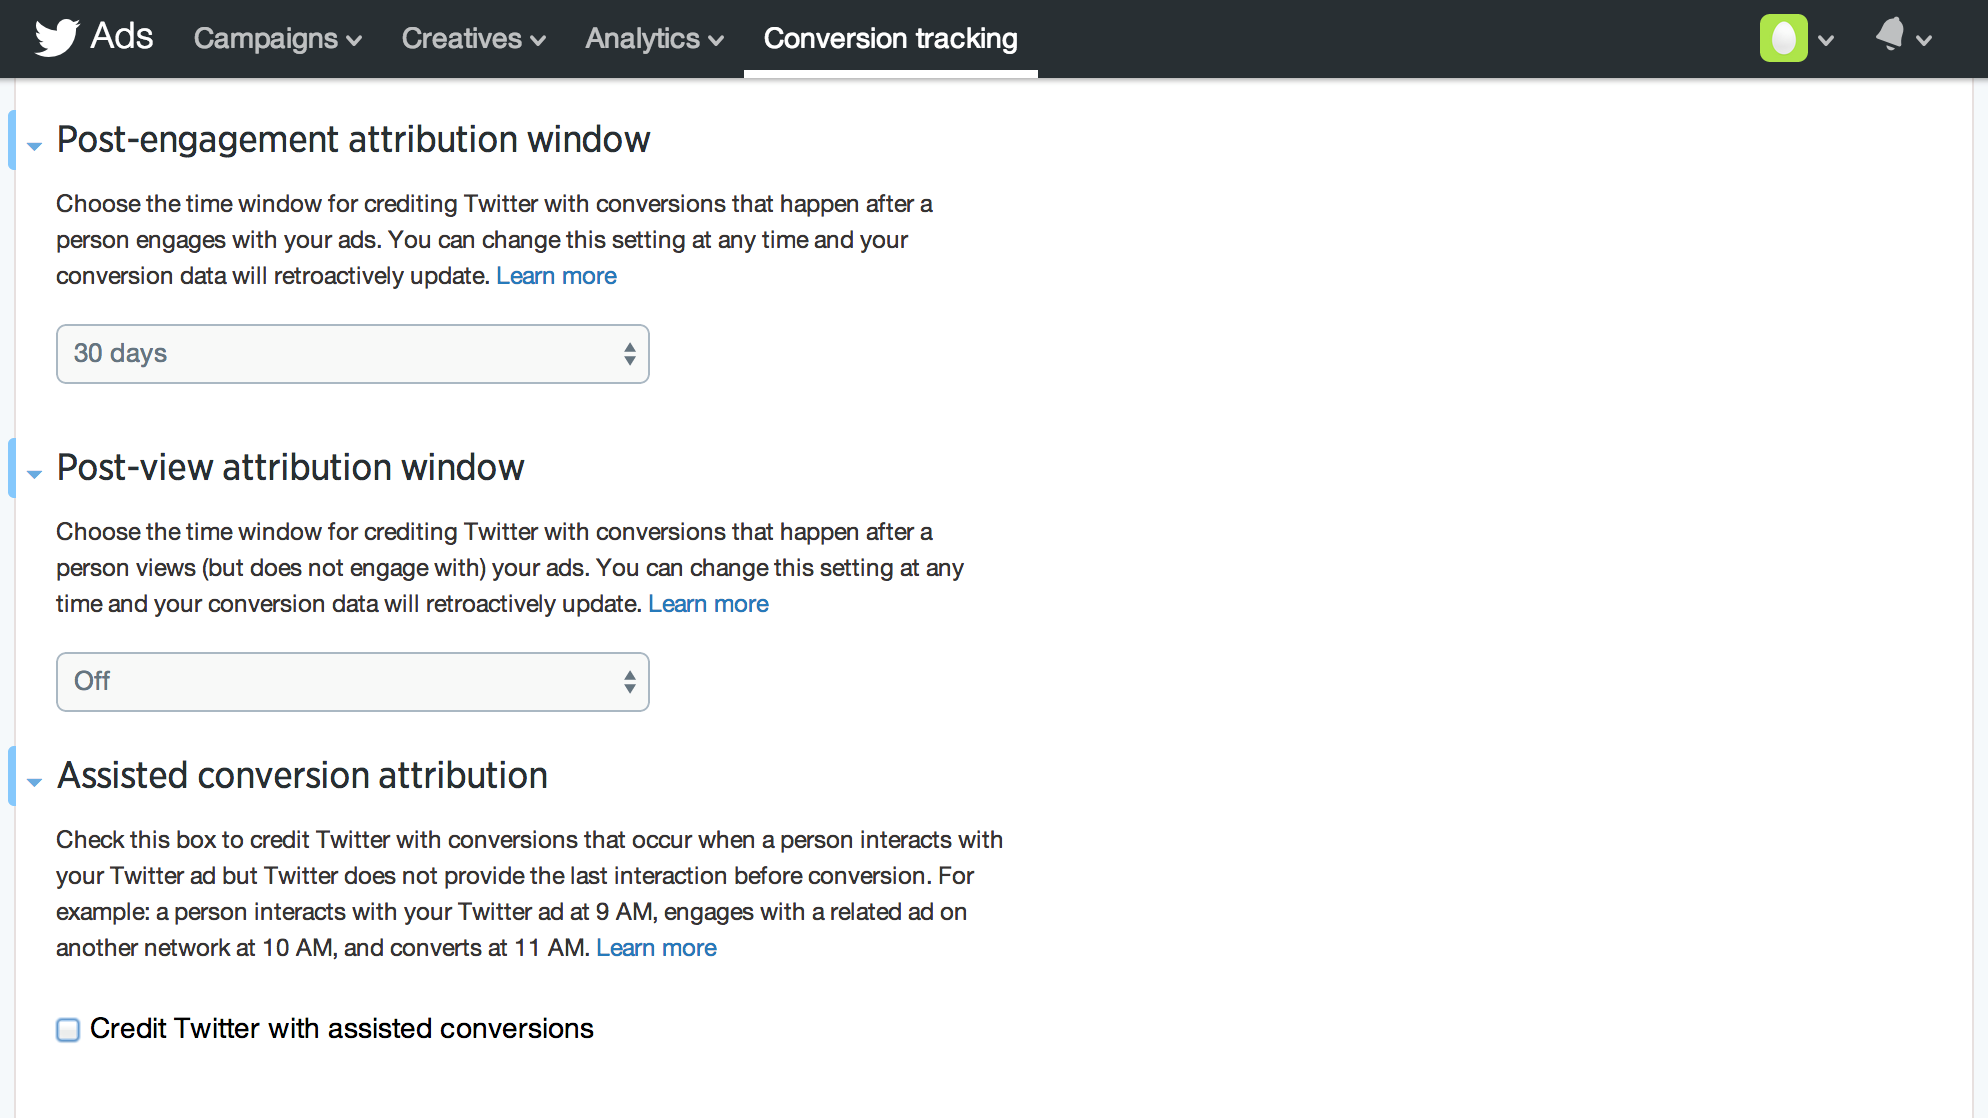 Ads Campaigns Creatives Analytics Conversion tracking
Post-engagement attribution window
Choose the time window for crediting Twitter with conversions that happen after a
person engages with your ads. You can change this setting at any time and your
conversion data will retroactively update. Learn more
30 days
Post-view attribution window
Choose the time window for crediting Twitter with conversions that happen after a
person views (but does not engage with) your ads. You can change this setting at any
time and your conversion data will retroactively update. Learn more
Off
Assisted conversion attribution
Check this box to credit Twitter with conversions that occur when a person interacts with
your Twitter ad but Twitter does not provide the last interaction before conversion. For
example: a person interacts with your Twitter ad at 9 AM, engages with a related ad on
another network at 10 AM, and converts at 11 AM. Learn more
Credit Twitter with assisted conversions